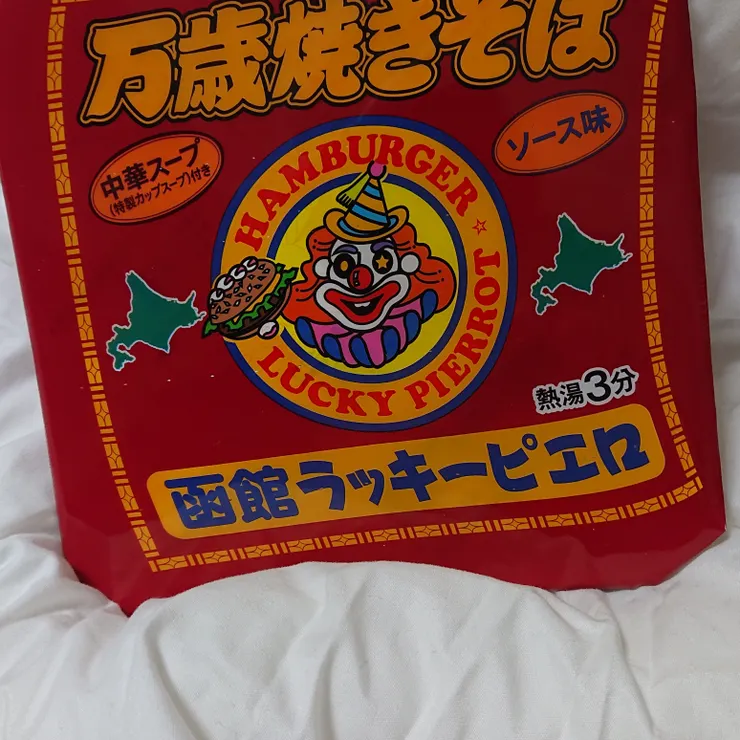 万歳焼きそば
中華スープ
(特製カップスープ)付き
ソース味
HAMBURGER ☆
LUCKY PIERROT
熱湯3分
函館ラッキーピエロ